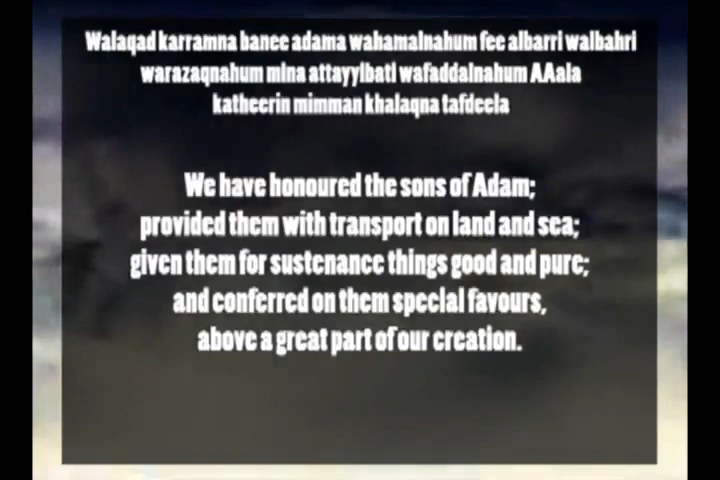 Walaqad karramna banee adama wahamalnahum fee albarri walbahri
warazaqnahum mina attayyibati wafaddalnahum AAala
katheerin mimman khalaqna tafdeela
We have honoured the sons of Adam;
provided them with transport on land and sea;
given them for sustenance things good and pure;
and conferred on them special favours,
above a great part of our creation.